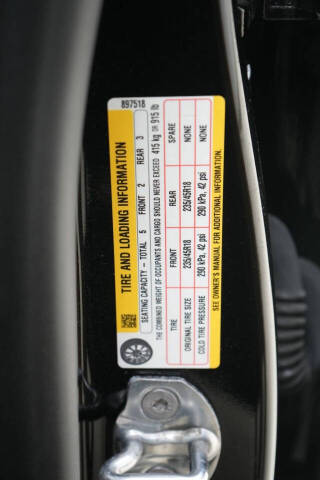 897518
TIRE AND LOADING INFORMATION
SEATING CAPACITY – TOTAL 5 FRONT 2 REAR 3
THE COMBINED WEIGHT OF OCCUPANTS AND CARGO SHOULD NEVER EXCEED 415 kg OR 915 lb
TIRE FRONT REAR SPARE
ORIGINAL TIRE SIZE 235/45R18 235/45R18 NONE
COLD TIRE PRESSURE 290 kPa, 42 psi 290 kPa, 42 psi NONE
SEE OWNER'S MANUAL FOR ADDITIONAL INFORMATION.